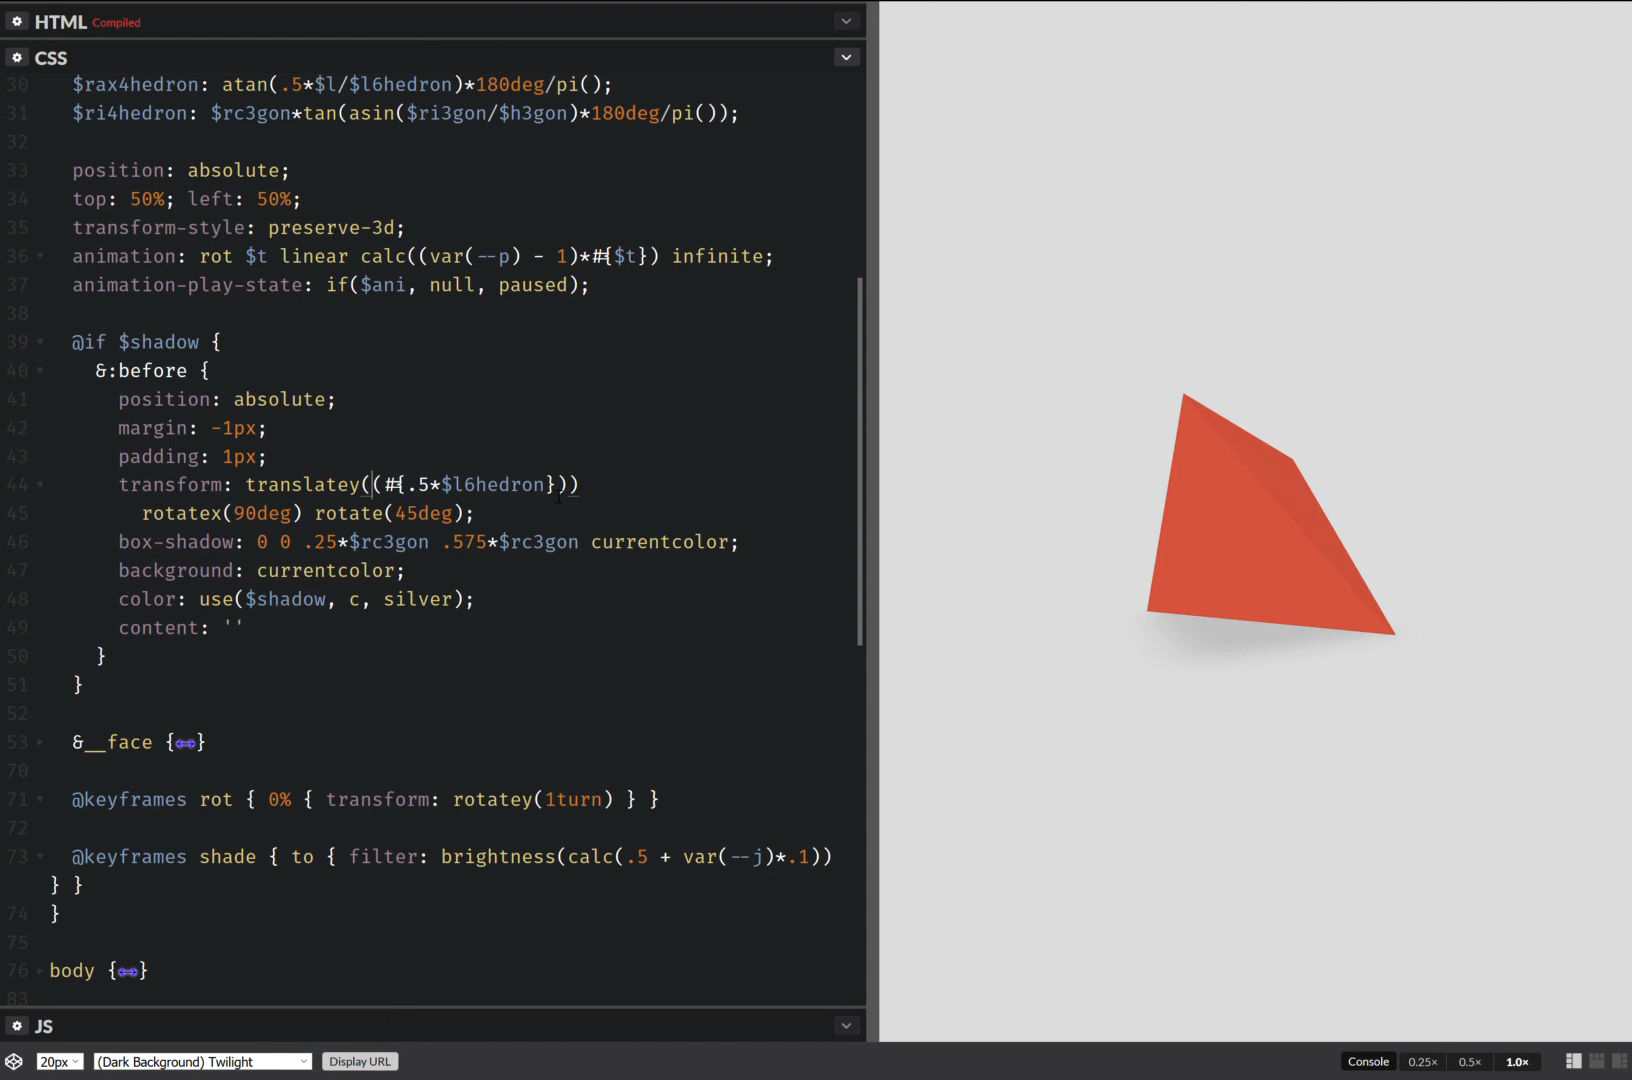 HTML Compiled
CSS
30 $rax4hedron: atan(.5*$l/$l6hedron)*180deg/pi();
31 $ri4hedron: $rc3gon*tan(asin($ri3gon/$h3gon)*180deg/pi());
32
33 position: absolute;
34 top: 50%; left: 50%;
35 transform-style: preserve-3d;
36 animation: rot $t linear calc((var(--p) - 1)*#{$t}) infinite;
37 animation-play-state: if($ani, null, paused);
38
39 @if $shadow {
40 &:before {
41 position: absolute;
42 margin: -1px;
43 padding: 1px;
44 transform: translatey((#{.5*$l6hedron}))
45 rotatex(90deg) rotate(45deg);
46 box-shadow: 0 0 .25*$rc3gon .575*$rc3gon currentcolor;
47 background: currentcolor;
48 color: use($shadow, c, silver);
49 content: ''
50 }
51 }
52
53 &__face {↔}
70
71 @keyframes rot { 0% { transform: rotatey(1turn) } }
72
73 @keyframes shade { to { filter: brightness(calc(.5 + var(--j)*.1))
} }
74 }
75
76 body {↔}
83
JS
20px (Dark Background) Twilight Display URL Console 0.25× 0.5× 1.0×